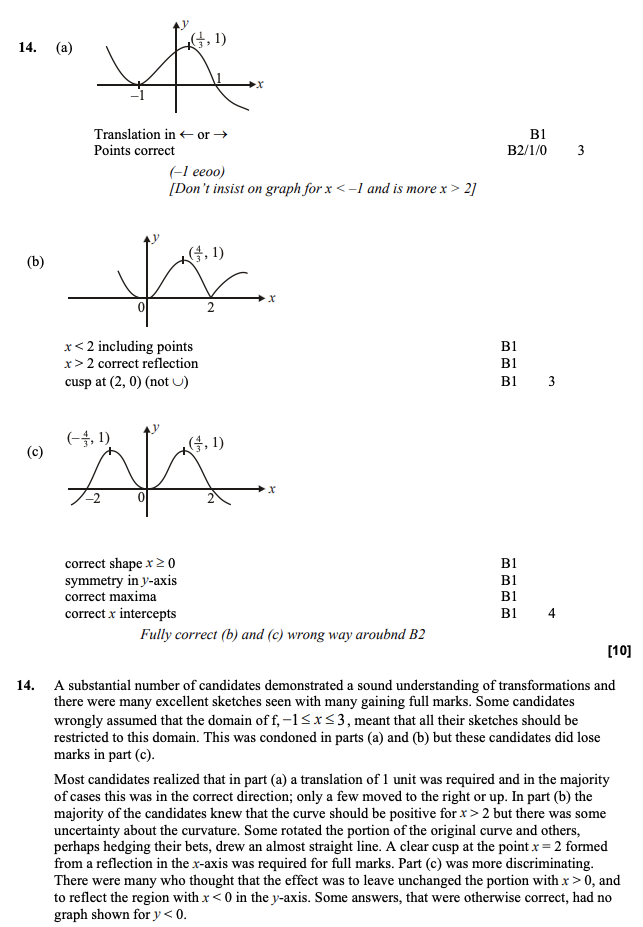 14. (a)
y
(1/3, 1)
1
x
−1
Translation in ← or → B1
Points correct B2/1/0 3
(−1 eeoo)
[Don't insist on graph for x < −1 and is more x > 2]
(b)
y
(4/3, 1)
0 2 x
x < 2 including points B1
x > 2 correct reflection B1
cusp at (2, 0) (not ∪) B1 3
(c)
(−4/3, 1) y (4/3, 1)
−2 0 2 x
correct shape x ≥ 0 B1
symmetry in y-axis B1
correct maxima B1
correct x intercepts B1 4
Fully correct (b) and (c) wrong way aroubnd B2
[10]
14. A substantial number of candidates demonstrated a sound understanding of transformations and
there were many excellent sketches seen with many gaining full marks. Some candidates
wrongly assumed that the domain of f, −1 ≤ x ≤ 3, meant that all their sketches should be
restricted to this domain. This was condoned in parts (a) and (b) but these candidates did lose
marks in part (c).
Most candidates realized that in part (a) a translation of 1 unit was required and in the majority
of cases this was in the correct direction; only a few moved to the right or up. In part (b) the
majority of the candidates knew that the curve should be positive for x > 2 but there was some
uncertainty about the curvature. Some rotated the portion of the original curve and others,
perhaps hedging their bets, drew an almost straight line. A clear cusp at the point x = 2 formed
from a reflection in the x-axis was required for full marks. Part (c) was more discriminating.
There were many who thought that the effect was to leave unchanged the portion with x > 0, and
to reflect the region with x < 0 in the y-axis. Some answers, that were otherwise correct, had no
graph shown for y < 0.